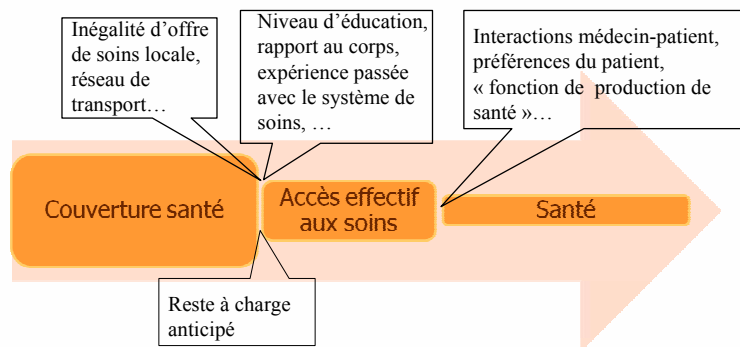 Inégalité d’offre
de soins locale,
réseau de
transport…
Niveau d’éducation,
rapport au corps,
expérience passée
avec le système de
soins, …
Interactions médecin-patient,
préférences du patient,
« fonction de  production de
santé »…
Couverture santé
Accès effectif
aux soins
Santé
Reste à charge
anticipé